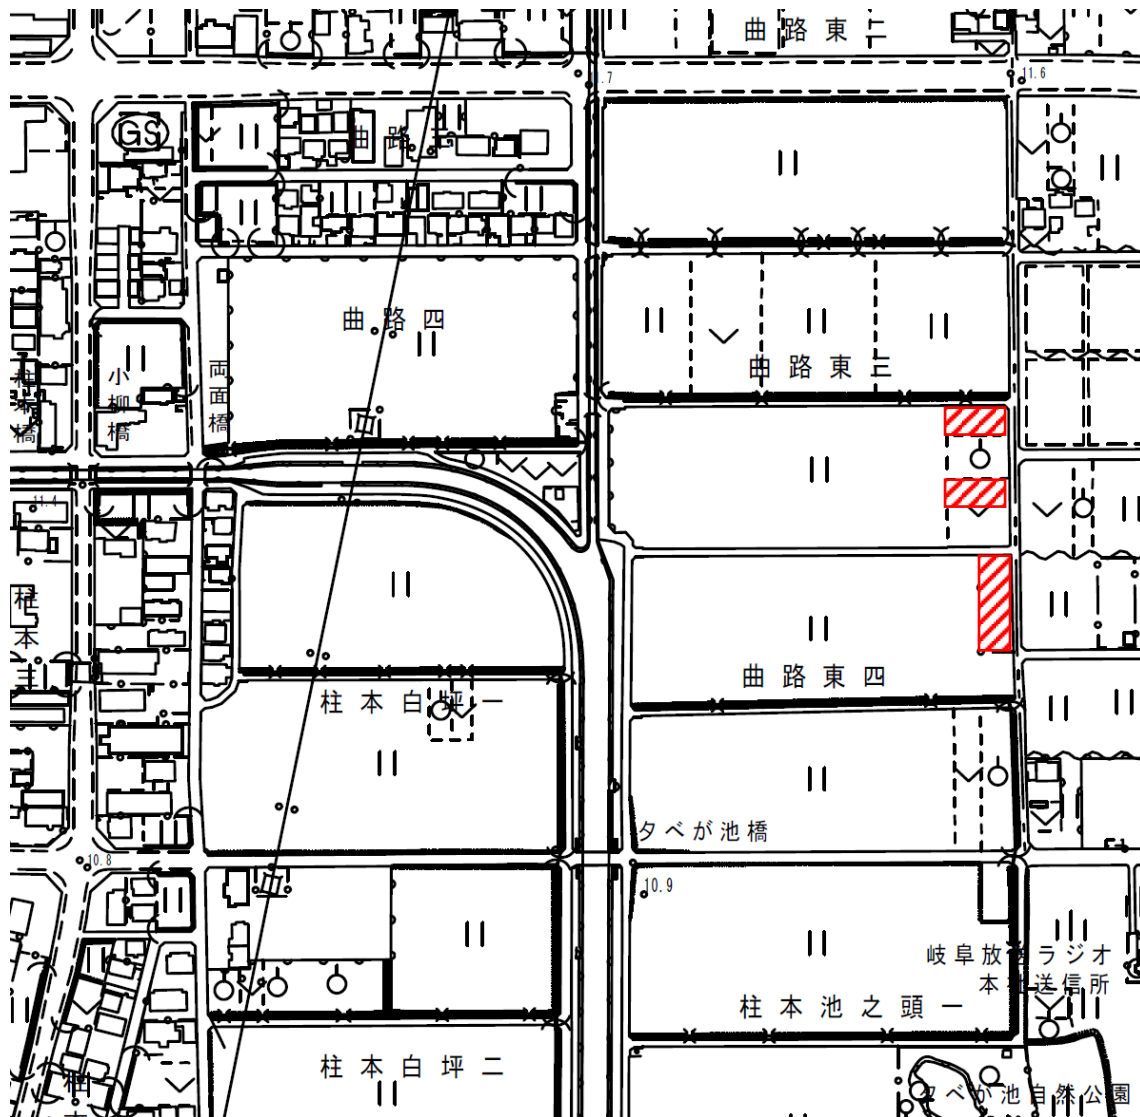 曲路東二
11.7
11.6
GS
曲路四
両面橋
小柳橋
曲路東三
11.4
曲路東四
柱本白坪一
夕べが池橋
10.8
10.9
岐阜放送ラジオ
本社送信所
柱本池之頭一
柱本白坪二
夕べが池自然公園